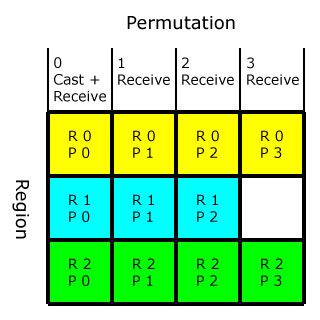 Permutation
0
Cast +
Receive
1
Receive
2
Receive
3
Receive
Region
R 0
P 0
R 0
P 1
R 0
P 2
R 0
P 3
R 1
P 0
R 1
P 1
R 1
P 2
R 2
P 0
R 2
P 1
R 2
P 2
R 2
P 3